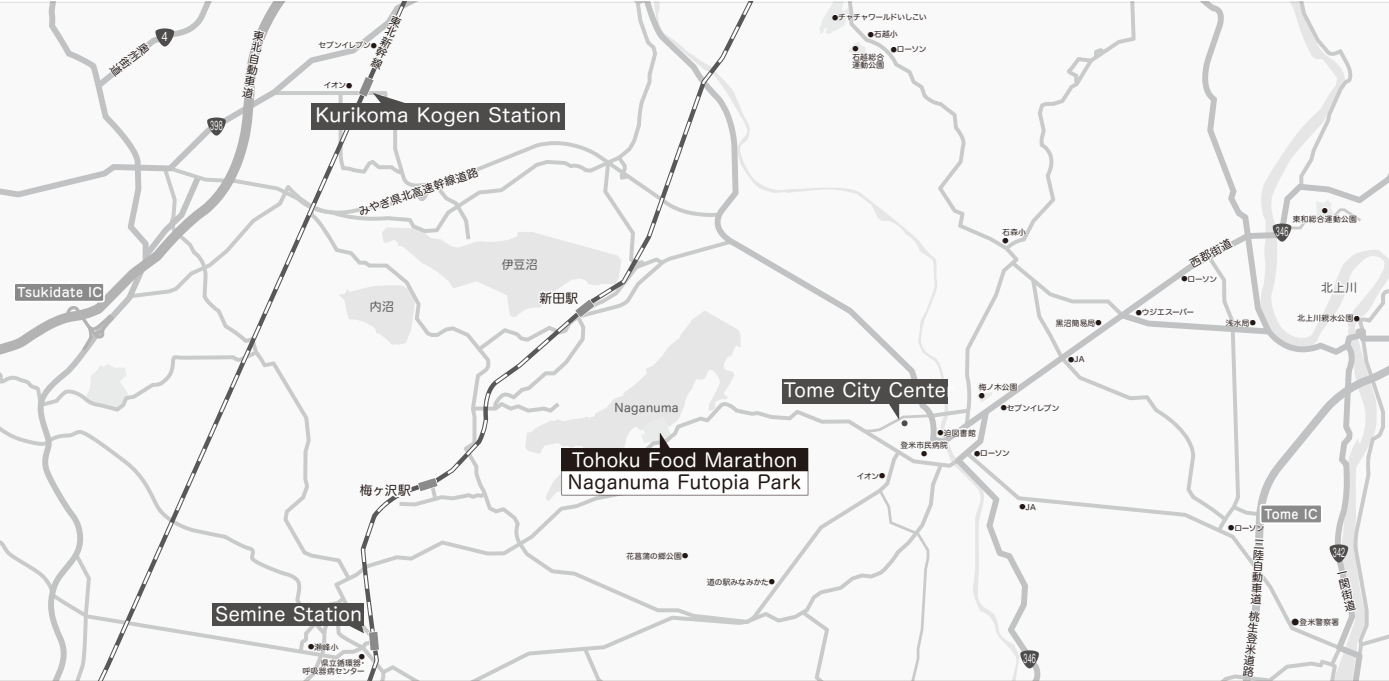 チャチャワールドいしこい
石越小
ローソン
石越総合
運動公園
4
奥州街道
東北自動車道
東北新幹線
セブンイレブン
イオン
398
Kurikoma Kogen Station
みやぎ県北高速幹線道路
東和総合運動公園
346
石森小
西郡街道
伊豆沼
ローソン
北上川
Tsukidate IC
新田駅
内沼
ウジエスーパー
黒沼簡易局
浅水局
北上川親水公園
JA
Tome City Cente
梅ノ木公園
Naganuma
セブンイレブン
迫図書館
登米市民病院
ローソン
Tohoku Food Marathon
Naganuma Futopia Park
イオン
梅ヶ沢駅
JA
Tome IC
ローソン
三陸自動車道 桃生登米道路
342
一関街道
花菖蒲の郷公園
道の駅みなみかた
Semine Station
登米警察署
瀬峰小
県立循環器・
呼吸器病センター
346